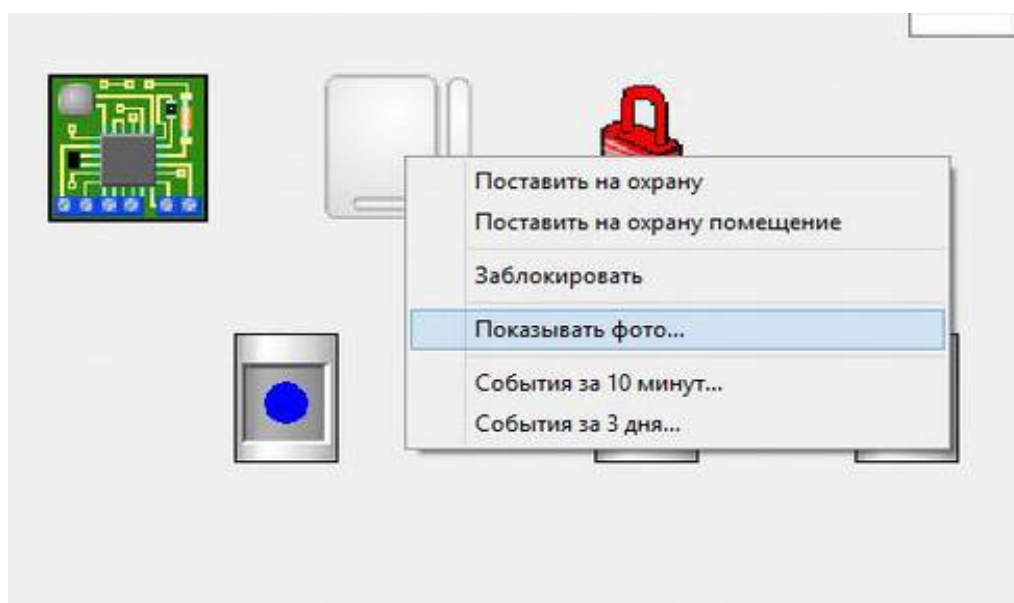 Поставить на охрану
Поставить на охрану помещение
Заблокировать
Показывать фото...
События за 10 минут...
События за 3 дня...